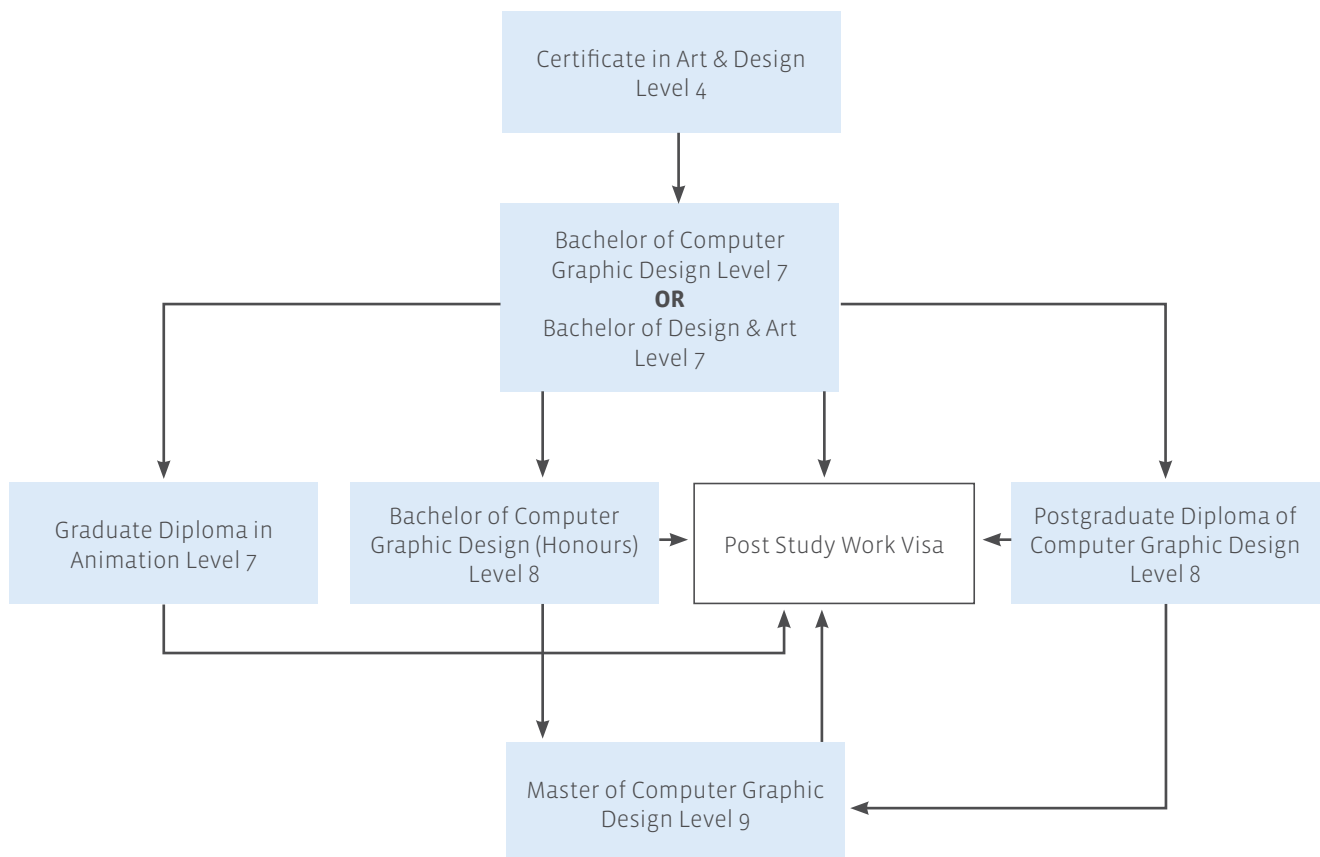 Certificate in Art & Design
Level 4
Bachelor of Computer
Graphic Design Level 7
OR
Bachelor of Design & Art
Level 7
Graduate Diploma in
Animation Level 7
Bachelor of Computer
Graphic Design (Honours)
Level 8
Post Study Work Visa
Postgraduate Diploma of
Computer Graphic Design
Level 8
Master of Computer Graphic
Design Level 9